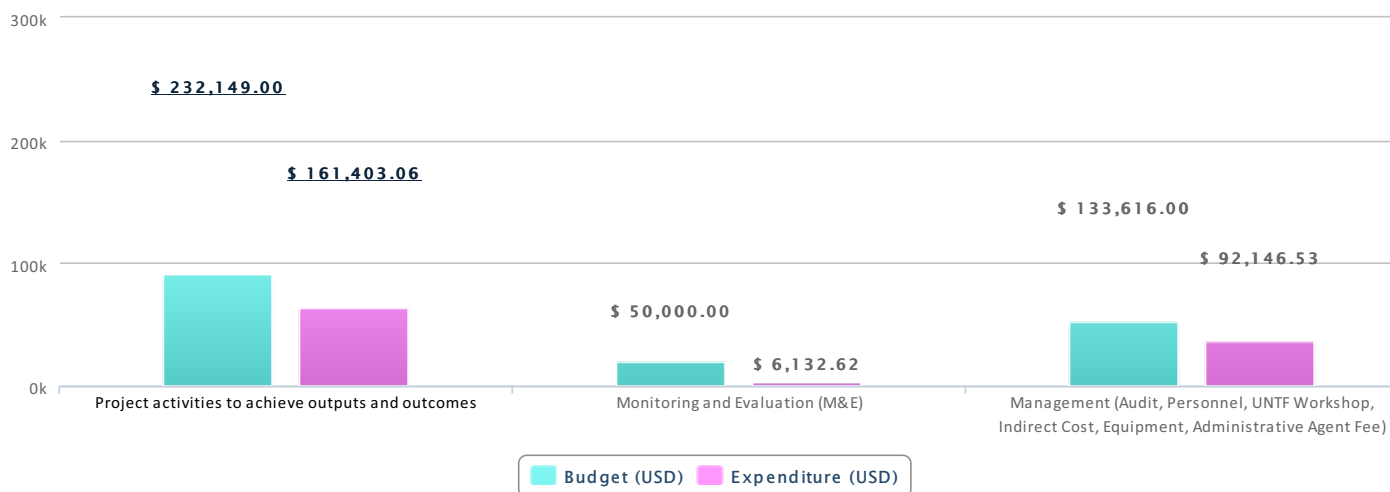 300k
$ 232,149.00
200k
$ 161,403.06
$ 133,616.00
100k
$ 92,146.53
$ 50,000.00
$ 6,132.62
0k
Project activities to achieve outputs and outcomes
Monitoring and Evaluation (M&E)
Management (Audit, Personnel, UNTF Workshop,
Indirect Cost, Equipment, Administrative Agent Fee)
Budget (USD)
Expenditure (USD)